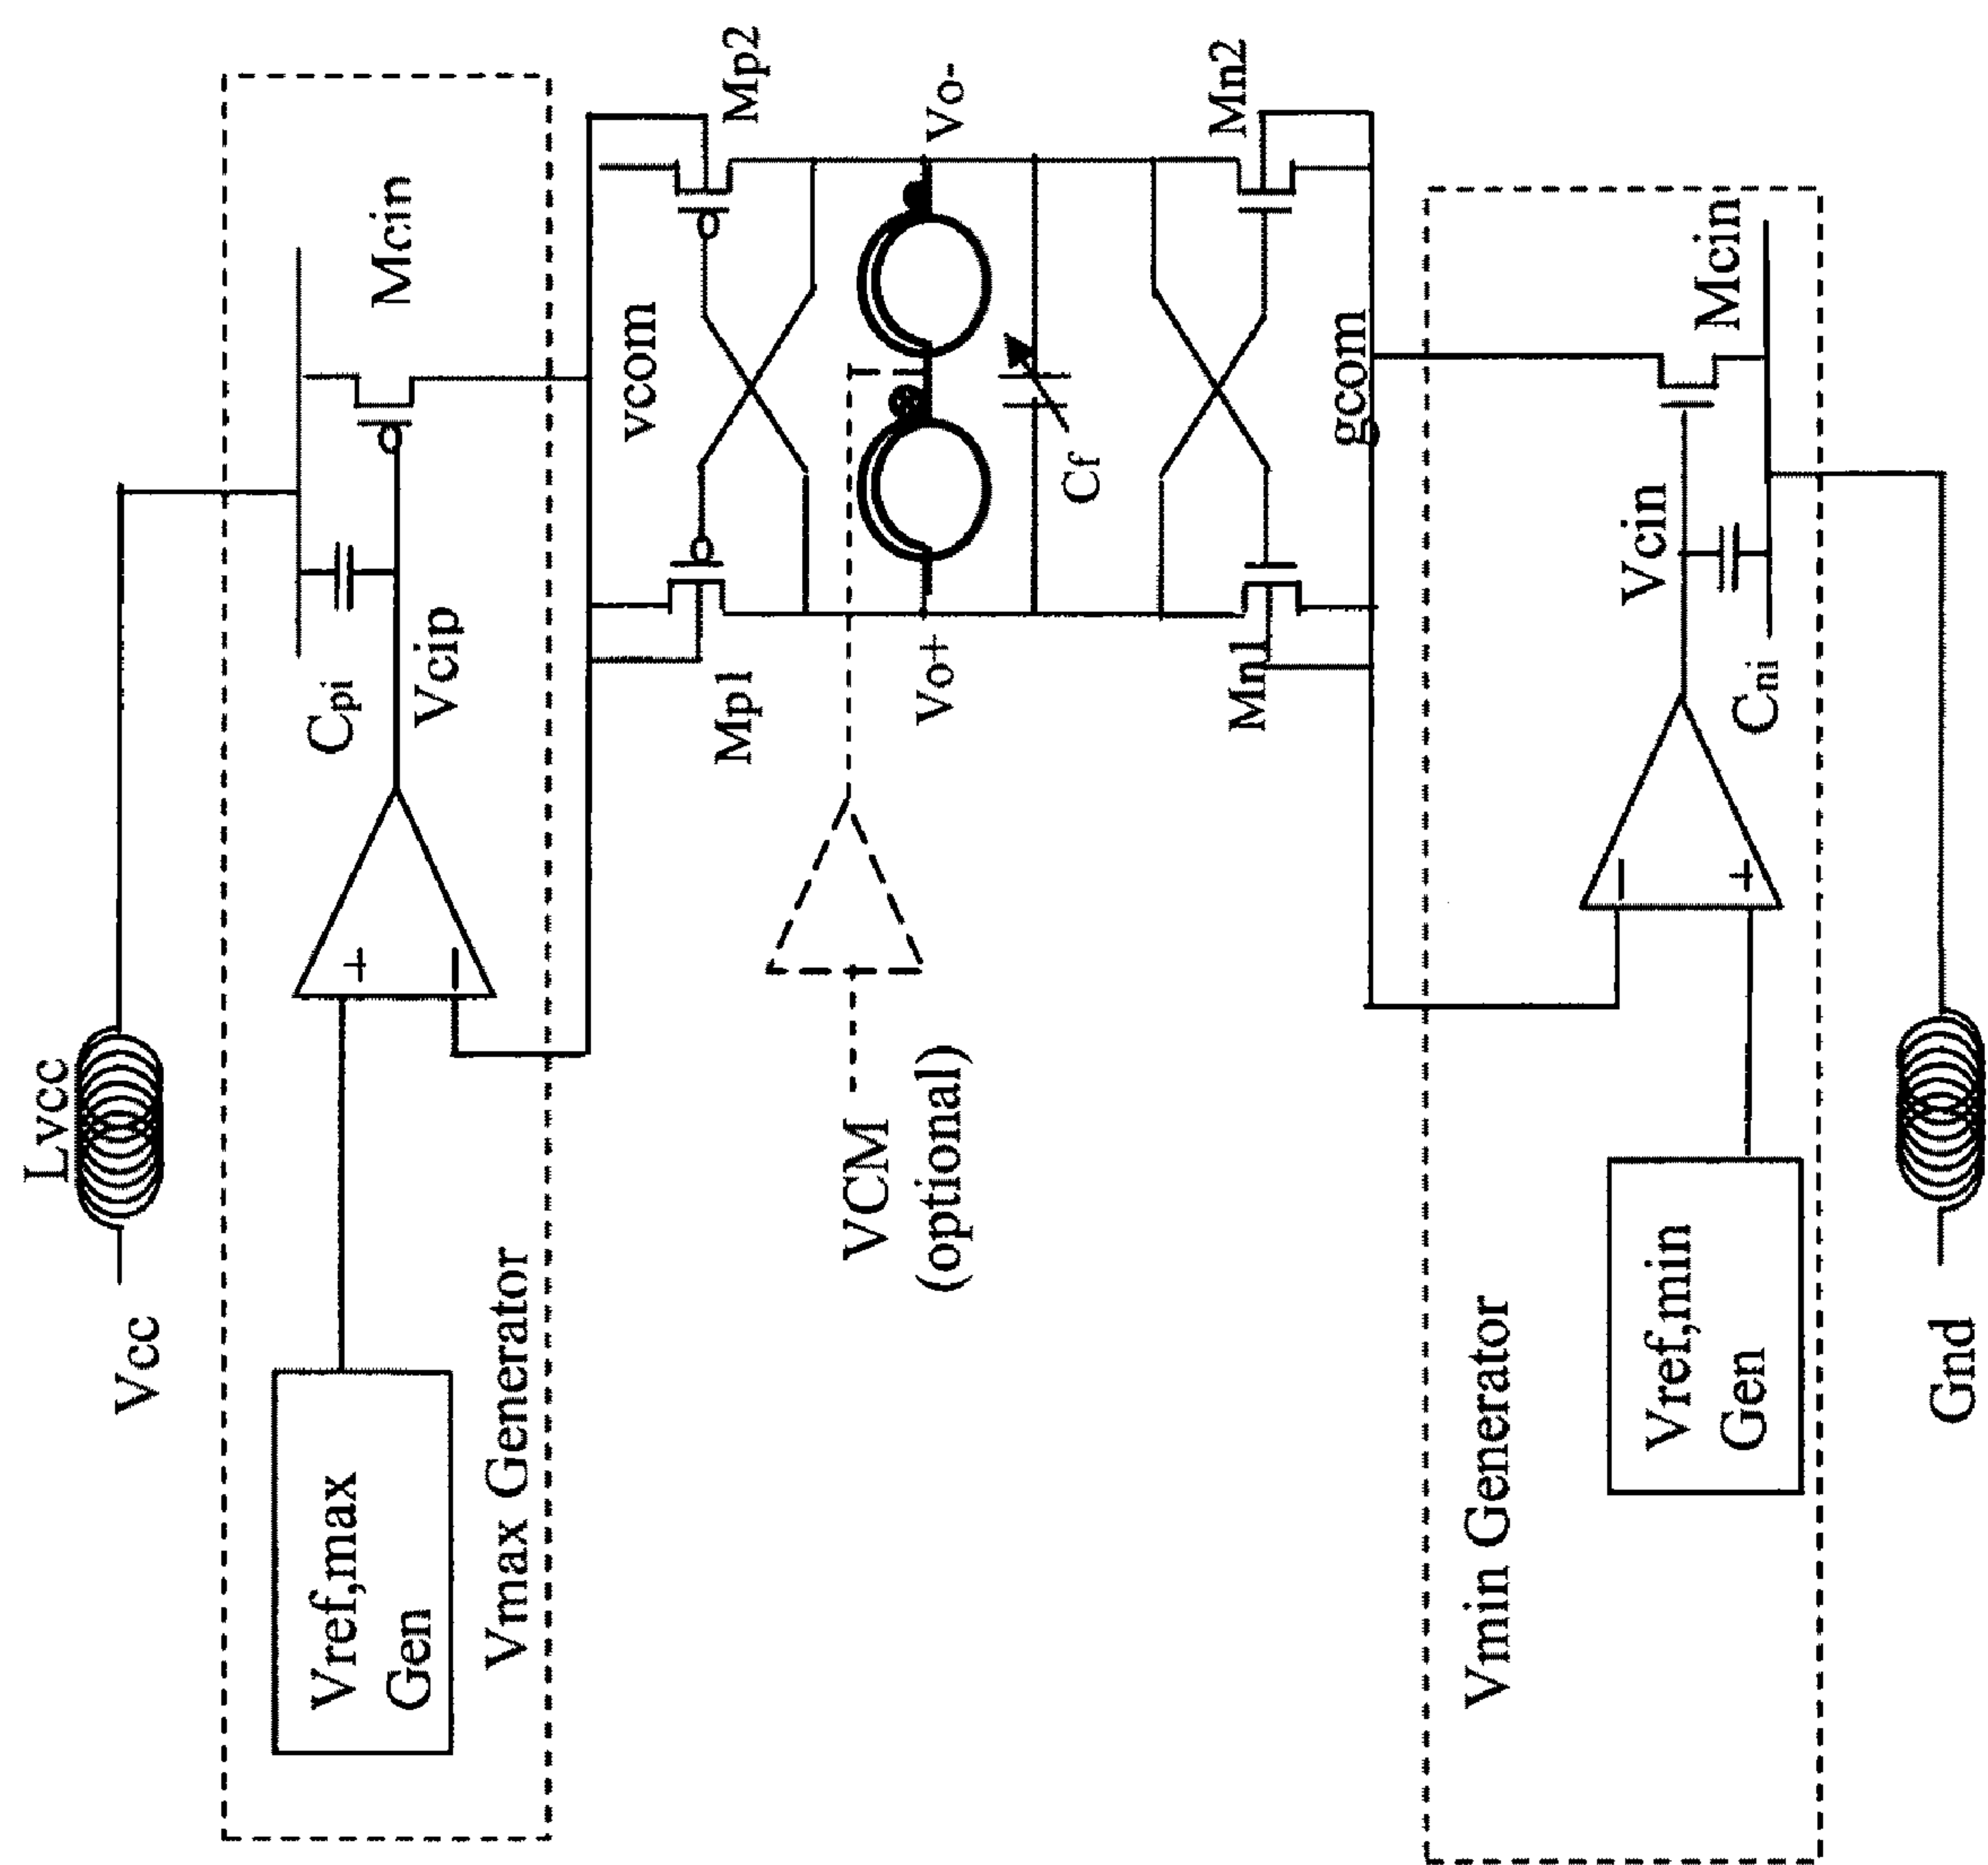 Vcc
Lvcc
Vref,max
Gen
Vmax Generator
+
−
Cpi
Vcip
Mcin
vcom
Mp1
Mp2
VCM
(optional)
Vo+
Vo-
Cf
Mn1
Mn2
gcom
Vmin Generator
Vref,min
Gen
−
+
Vcin
Cni
Mcin
Gnd